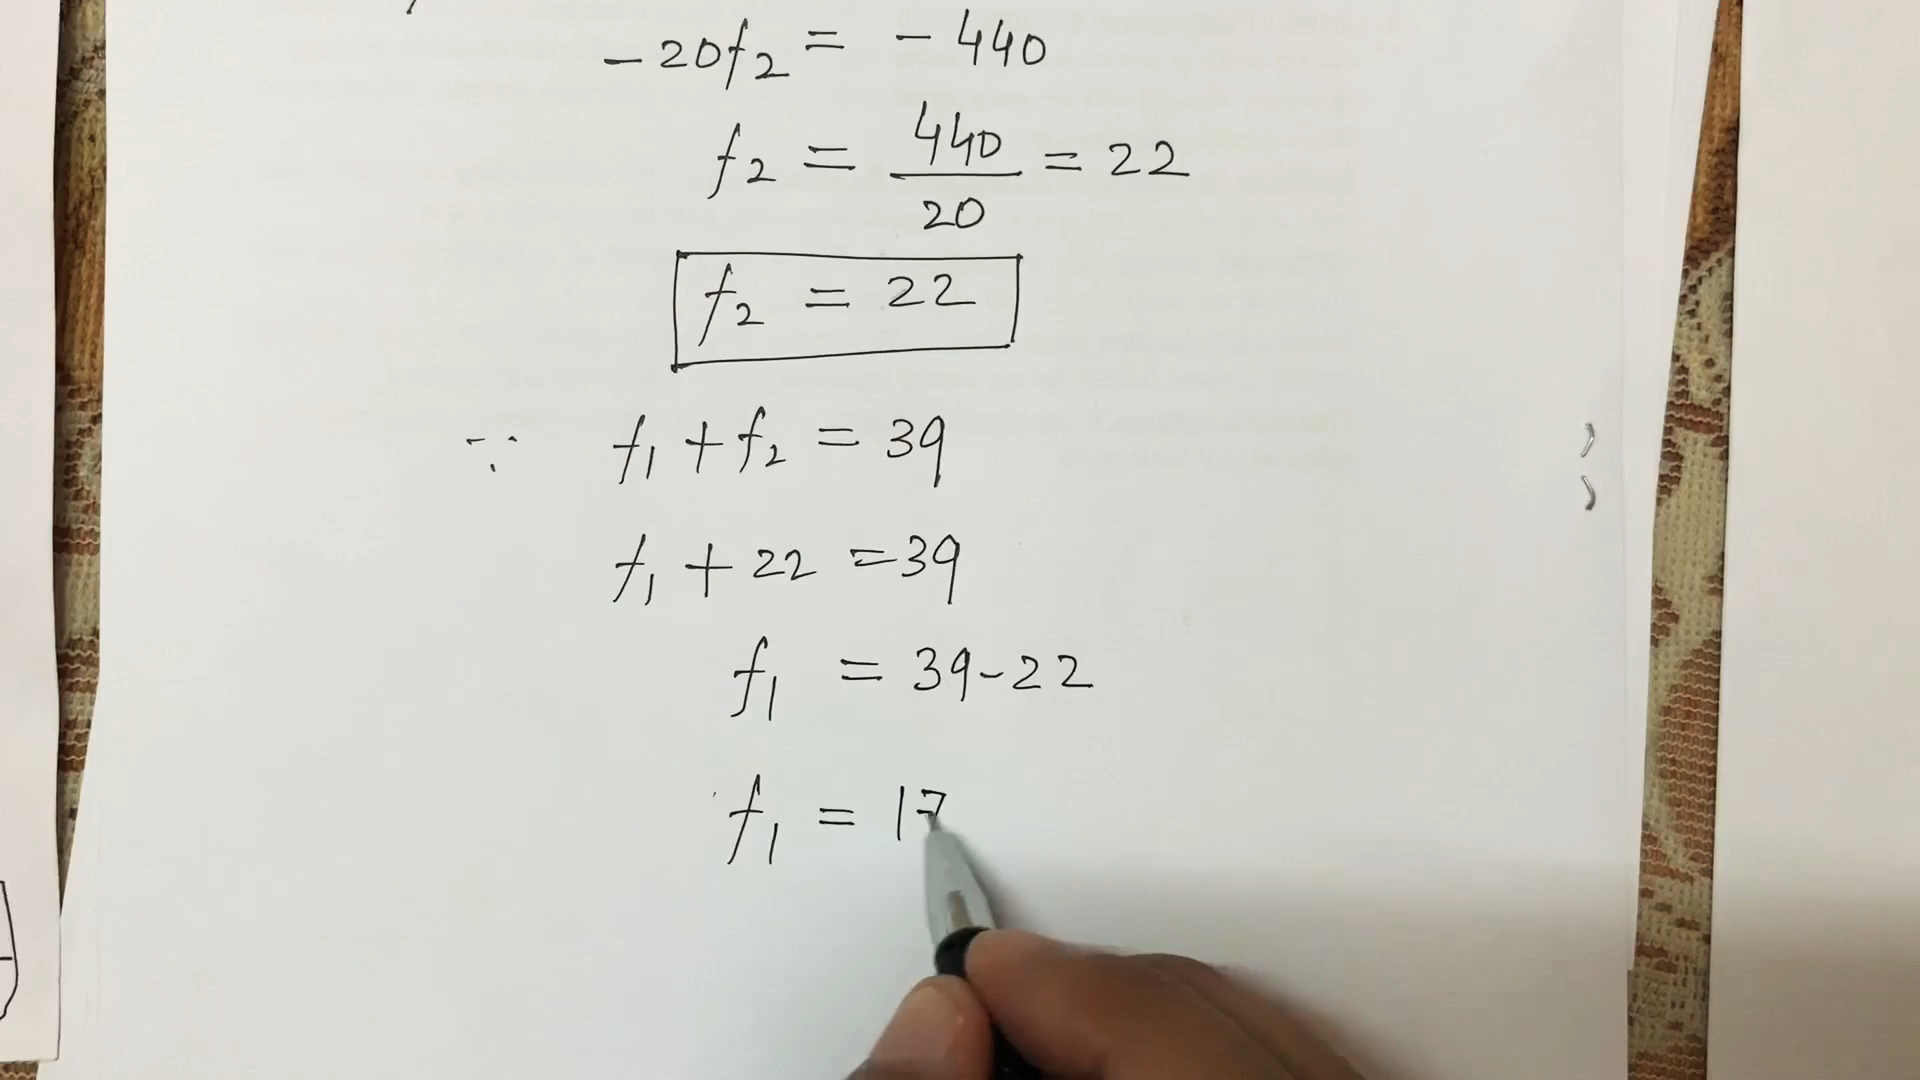 -20f₂ = -440
f₂ = 440/20 = 22
f₂ = 22
∵ f₁ + f₂ = 39
f₁ + 22 = 39
f₁ = 39-22
f₁ = 17